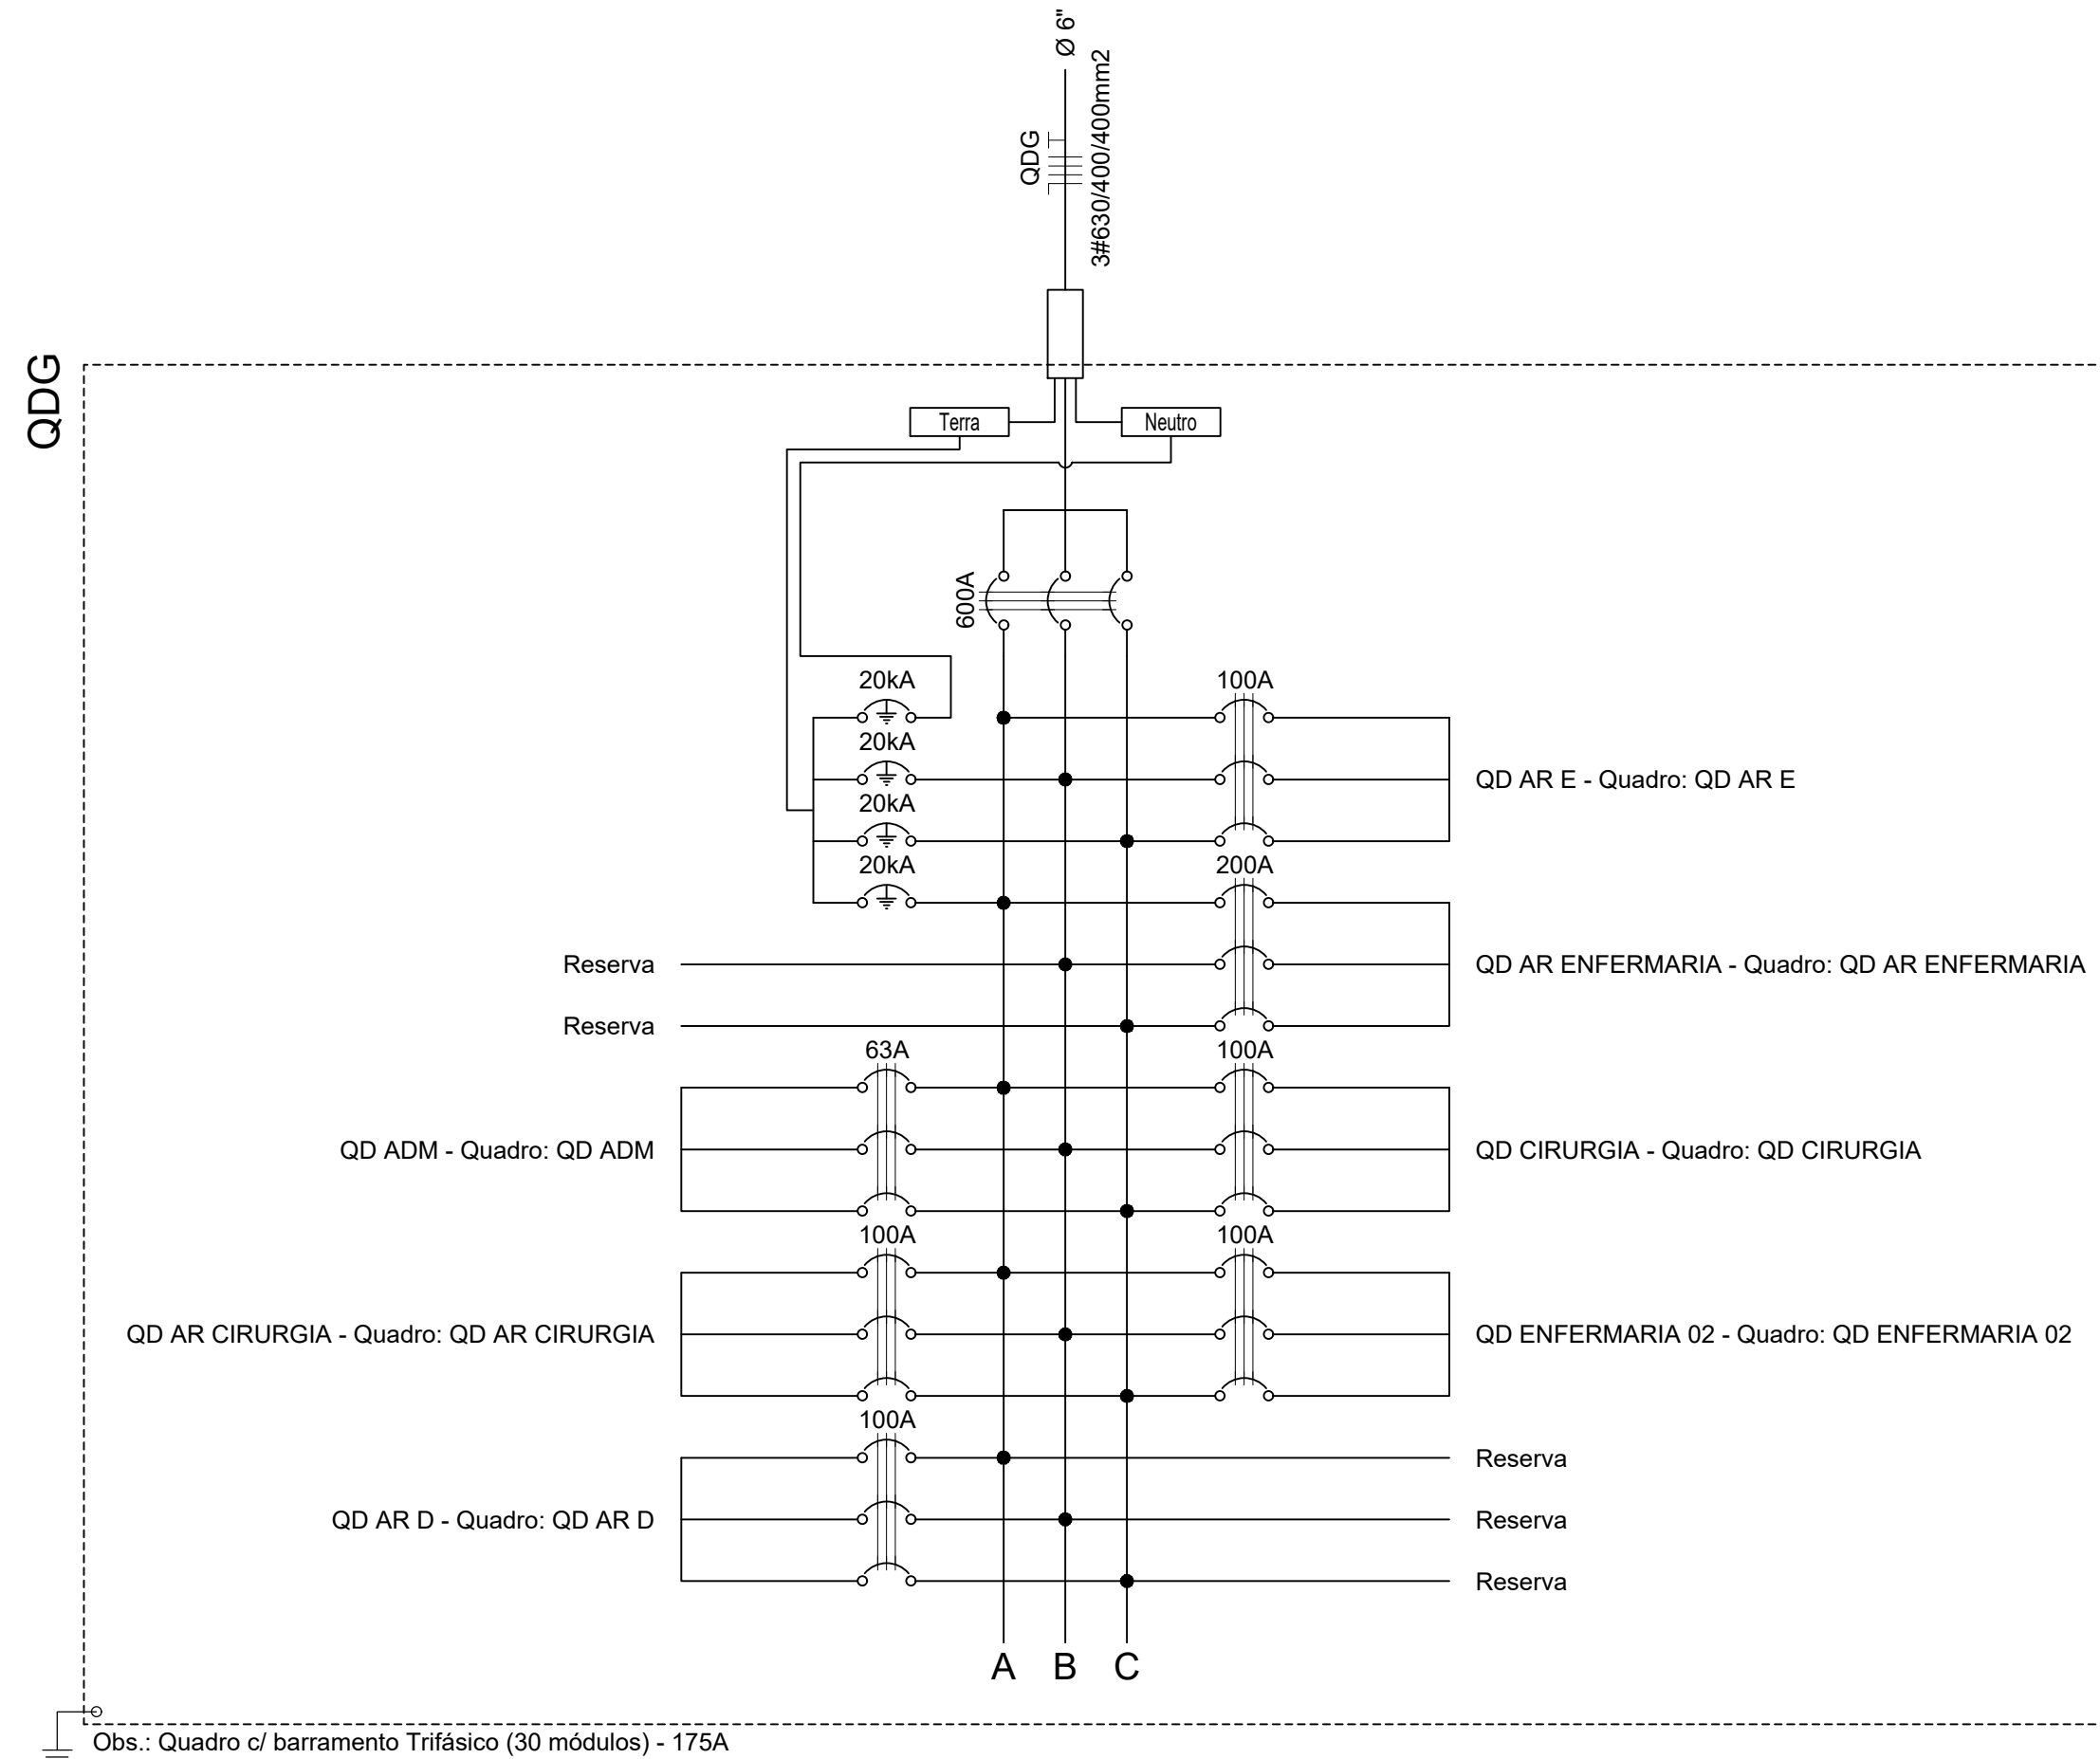 Ø 6"
QDG
3#630/400/400mm2
QDG
Terra
Neutro
600A
20kA
100A
20kA
QD AR E - Quadro: QD AR E
20kA
20kA
200A
Reserva
QD AR ENFERMARIA - Quadro: QD AR ENFERMARIA
Reserva
63A
100A
QD ADM - Quadro: QD ADM
QD CIRURGIA - Quadro: QD CIRURGIA
100A
100A
QD AR CIRURGIA - Quadro: QD AR CIRURGIA
QD ENFERMARIA 02 - Quadro: QD ENFERMARIA 02
100A
Reserva
QD AR D - Quadro: QD AR D
Reserva
Reserva
A B C
Obs.: Quadro c/ barramento Trifásico (30 módulos) - 175A